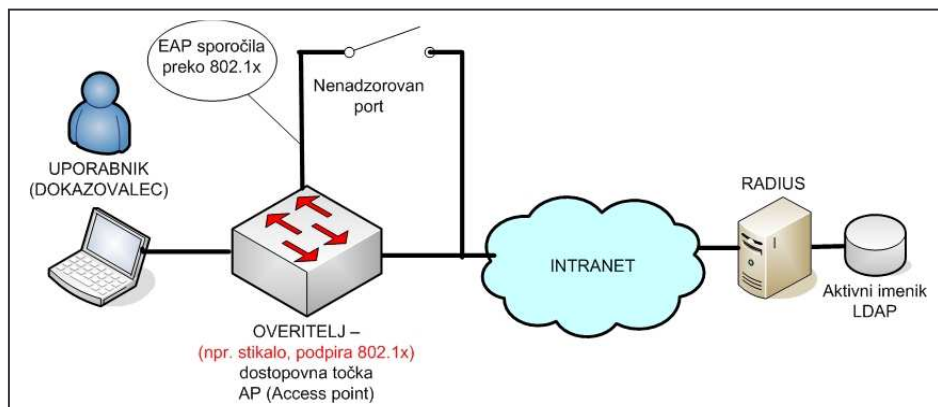 EAP sporočila
preko 802.1x
Nenadzorovan
port
UPORABNIK
(DOKAZOVALEC)
RADIUS
INTRANET
Aktivni imenik
LDAP
OVERITELJ –
(npr. stikalo, podpira 802.1x)
dostopovna točka
AP (Access point)